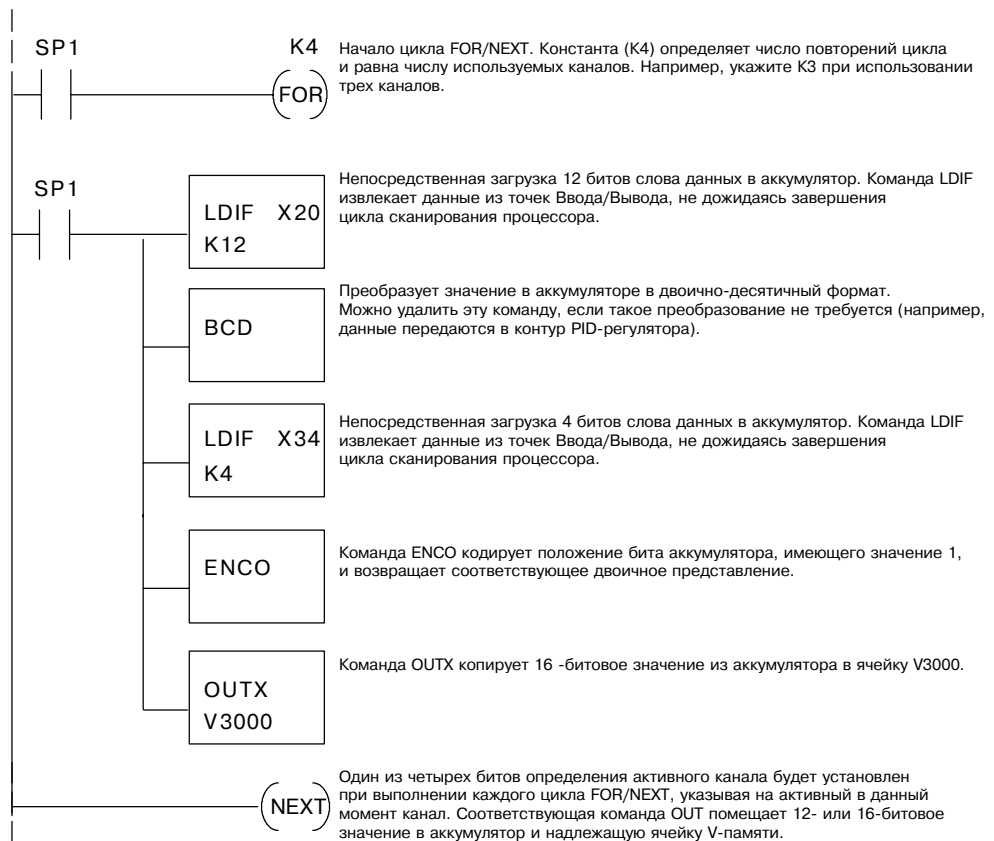 SP1
K4
FOR
Начало цикла FOR/NEXT. Константа (K4) определяет число повторений цикла
и равна числу используемых каналов. Например, укажите K3 при использовании
трех каналов.
SP1
LDIF X20
K12
Непосредственная загрузка 12 битов слова данных в аккумулятор. Команда LDIF
извлекает данные из точек Ввода/Вывода, не дожидаясь завершения
цикла сканирования процессора.
BCD
Преобразует значение в аккумуляторе в двоично-десятичный формат.
Можно удалить эту команду, если такое преобразование не требуется (например,
данные передаются в контур PID-регулятора).
LDIF X34
K4
Непосредственная загрузка 4 битов слова данных в аккумулятор. Команда LDIF
извлекает данные из точек Ввода/Вывода, не дожидаясь завершения
цикла сканирования процессора.
ENCO
Команда ENCO кодирует положение бита аккумулятора, имеющего значение 1,
и возвращает соответствующее двоичное представление.
OUTX
V3000
Команда OUTX копирует 16 -битовое значение из аккумулятора в ячейку V3000.
NEXT
Один из четырех битов определения активного канала будет установлен
при выполнении каждого цикла FOR/NEXT, указывая на активный в данный
момент канал. Соответствующая команда OUT помещает 12- или 16-битовое
значение в аккумулятор и надлежащую ячейку V-памяти.